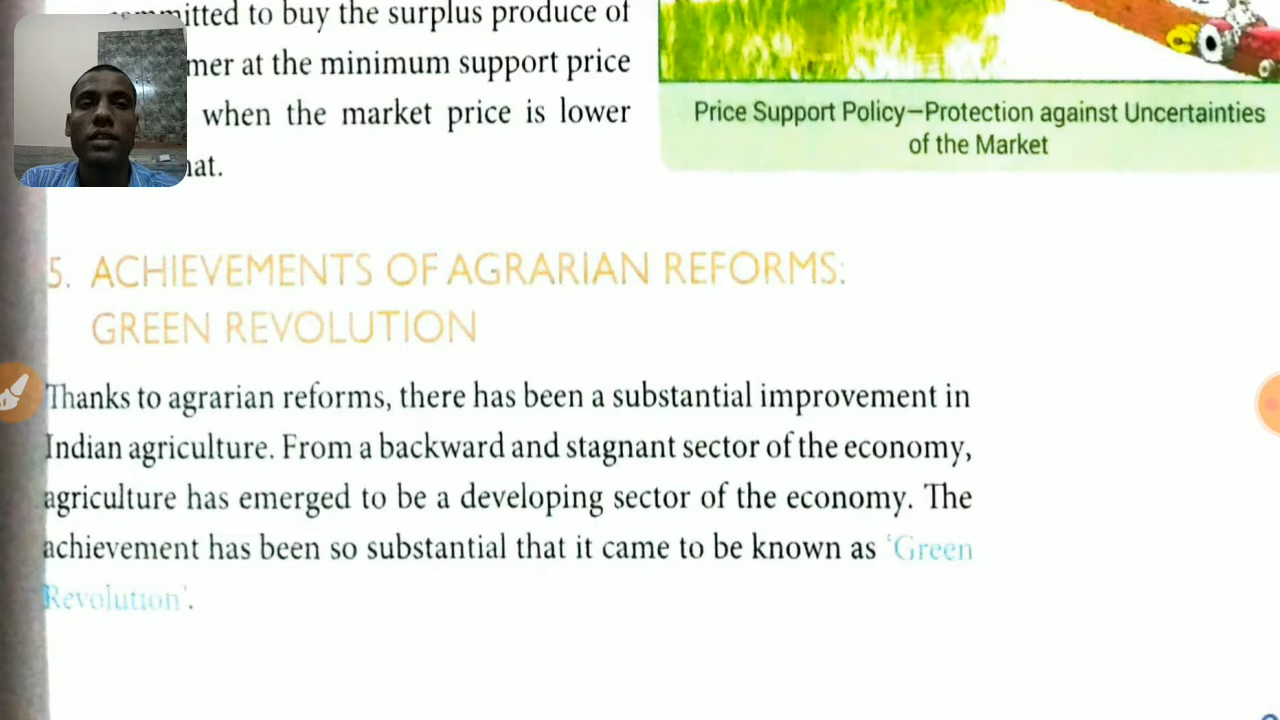 committed to buy the surplus produce of
mer at the minimum support price
when the market price is lower
hat.
Price Support Policy–Protection against Uncertainties
of the Market
5. ACHIEVEMENTS OF AGRARIAN REFORMS:
GREEN REVOLUTION
Thanks to agrarian reforms, there has been a substantial improvement in
Indian agriculture. From a backward and stagnant sector of the economy,
agriculture has emerged to be a developing sector of the economy. The
achievement has been so substantial that it came to be known as ‘Green
Revolution’.